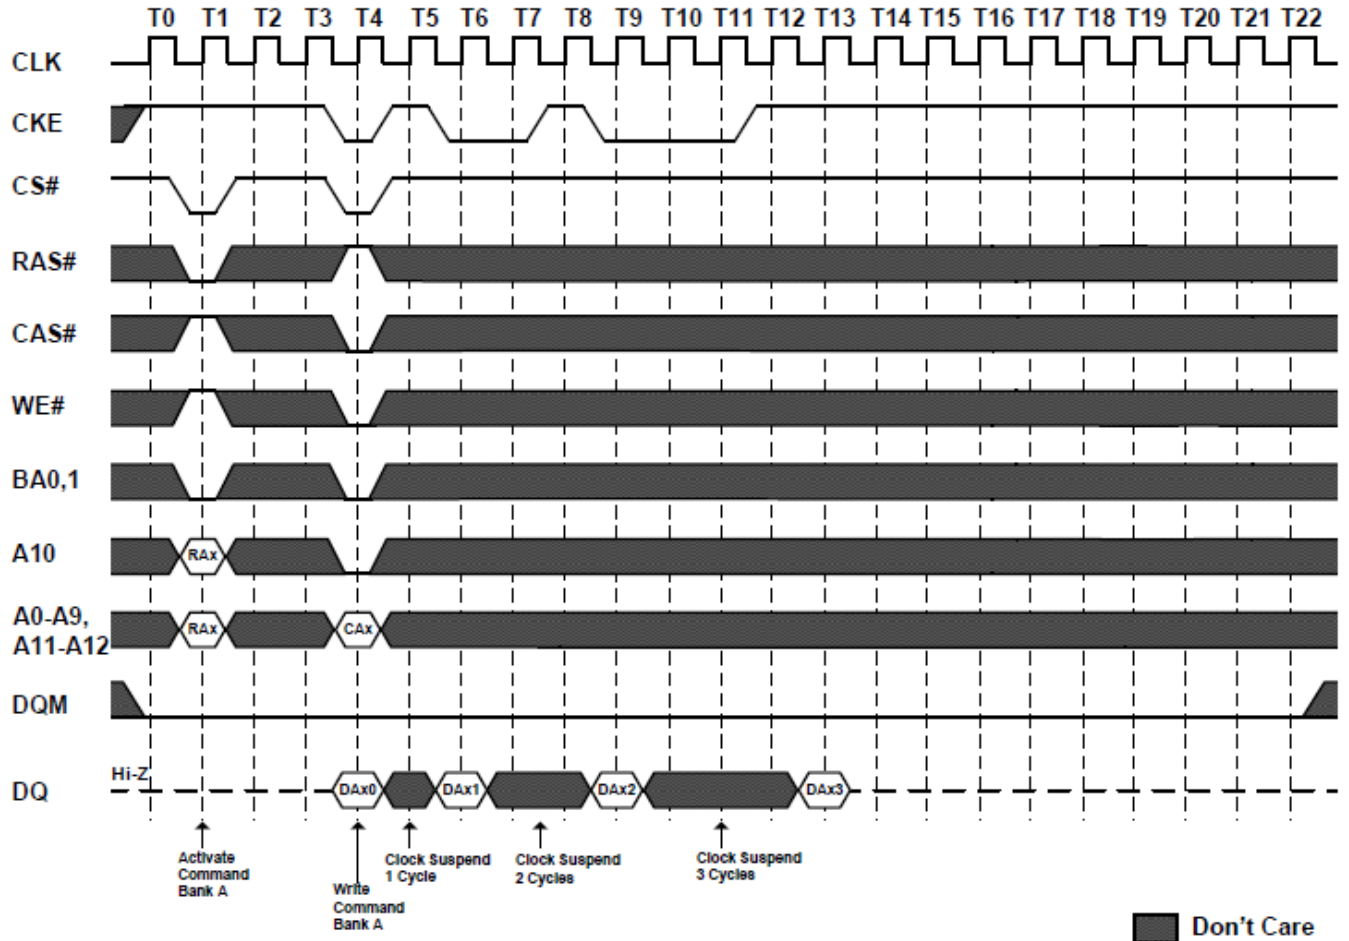 T0 T1 T2 T3 T4 T5 T6 T7 T8 T9 T10 T11 T12 T13 T14 T15 T16 T17 T18 T19 T20 T21 T22
CLK
CKE
CS#
RAS#
CAS#
WE#
BA0,1
A10 RAx
A0-A9,
A11-A12 RAx CAx
DQM
Hi-Z
DQ DAx0 DAx1 DAx2 DAx3
Activate
Command
Bank A
Write
Command
Bank A
Clock Suspend
1 Cycle
Clock Suspend
2 Cycles
Clock Suspend
3 Cycles
Don't Care